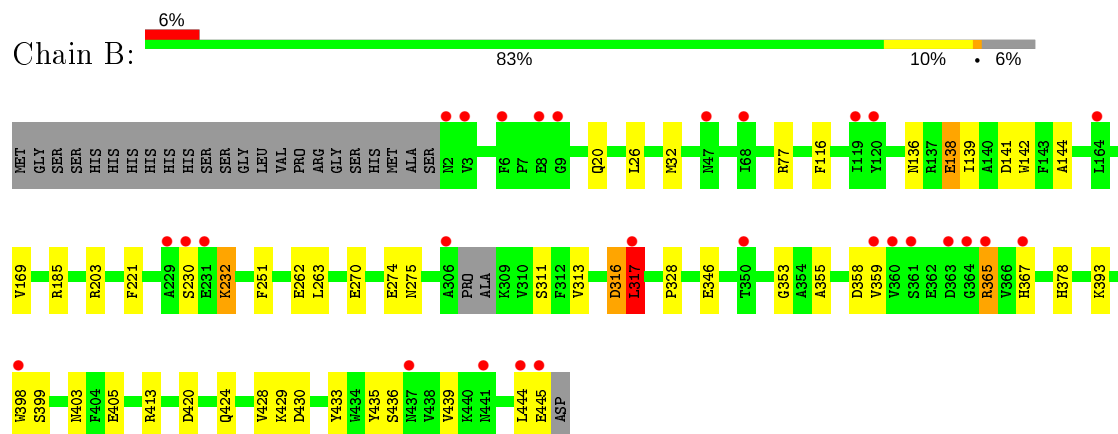 6%
Chain B:
83% 10% • 6%
MET GLY SER SER HIS HIS HIS HIS HIS HIS SER SER GLY LEU VAL PRO ARG GLY SER HIS MET ALA SER N2 V3 F6 P7 E8 G9 Q20 L26 M32 N47 I68 R77 F116 I119 Y120 N136 R137 E138 I139 A140 D141 W142 F143 A144 L164
V169 R185 R203 F221 A229 S230 E231 K232 F251 E262 L263 E270 E274 N275 A306 PRO ALA K309 V310 S311 F312 V313 D316 L317 P328 E346 T350 G353 A354 A355 D358 V359 V360 S361 E362 D363 G364 R365 V366 H367 H378 K393
W398 S399 N403 F404 E405 R413 D420 Q424 V428 K429 D430 Y433 W434 Y435 S436 N437 V438 V439 K440 N441 L444 E445 ASP